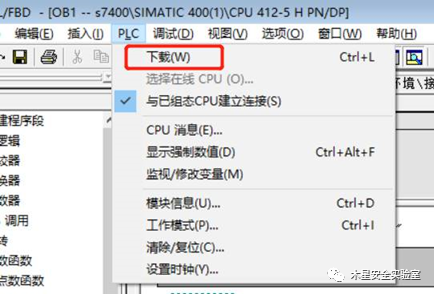 L/FBD - [OB1 -- s7400\SIMATIC 400(1)\CPU 412-5 H PN/DP]
编辑(E) 插入(I) PLC 调试(D) 视图(V) 选项(O) 窗口(W) 帮助(H)
下载(W) Ctrl+L
选择在线 CPU (O)...
与已组态CPU建立连接(S)
CPU 消息(E)...
显示强制数值(D) Ctrl+Alt+F
监视/修改变量(M)
模块信息(U)... Ctrl+D
工作模式(P)... Ctrl+I
清除/复位(C)...
设置时钟(Y)...
环境\接
建程序段
逻辑
较器
换器
数器
调用
转
数函数
点数函数
木星安全实验室